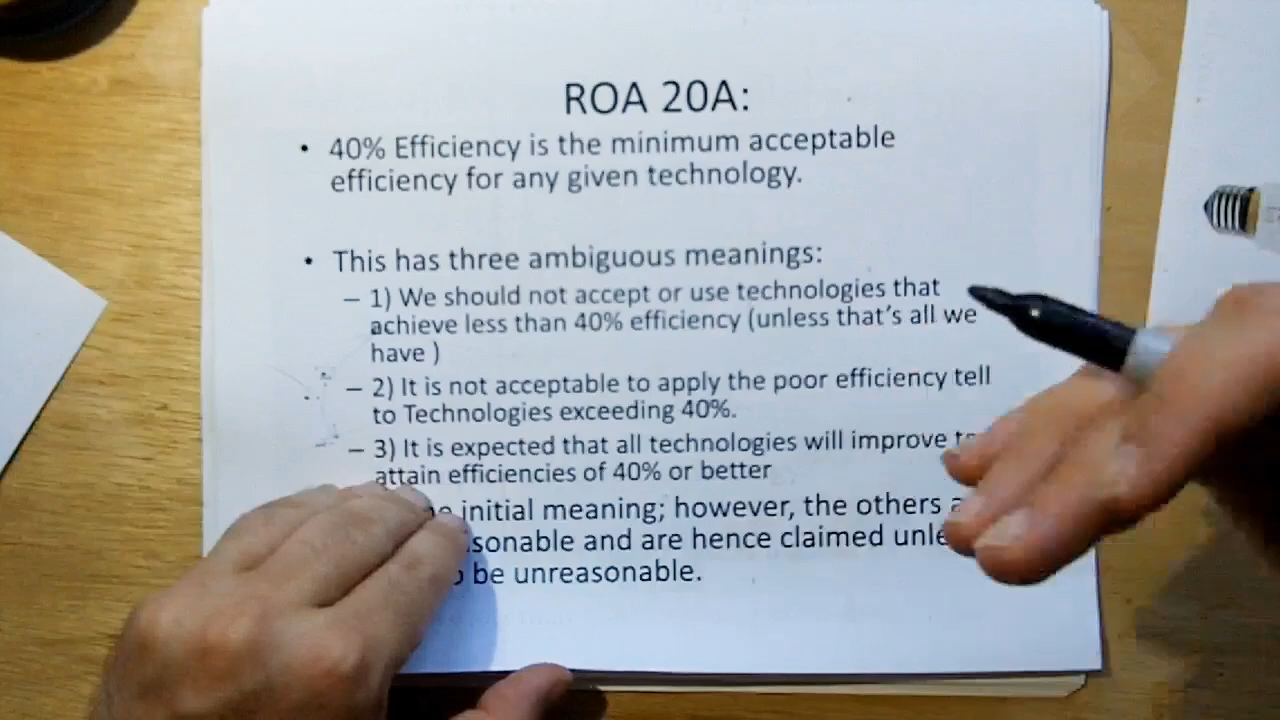 ROA 20A:
• 40% Efficiency is the minimum acceptable
efficiency for any given technology.
• This has three ambiguous meanings:
– 1) We should not accept or use technologies that
achieve less than 40% efficiency (unless that's all we
have )
– 2) It is not acceptable to apply the poor efficiency tell
to Technologies exceeding 40%.
– 3) It is expected that all technologies will improve
attain efficiencies of 40% or better
initial meaning; however, the others
and are hence claimed
be unreasonable.